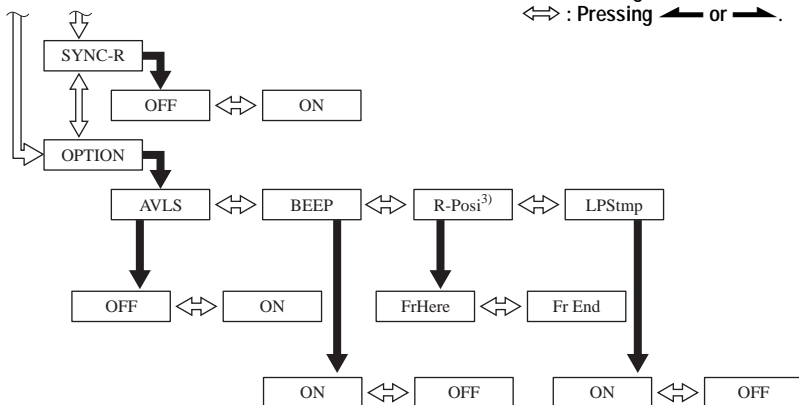 : Pressing or .
SYNC-R
OFF ON
OPTION
AVLS BEEP R-Posi3) LPStmp
OFF ON FrHere Fr End
ON OFF ON OFF